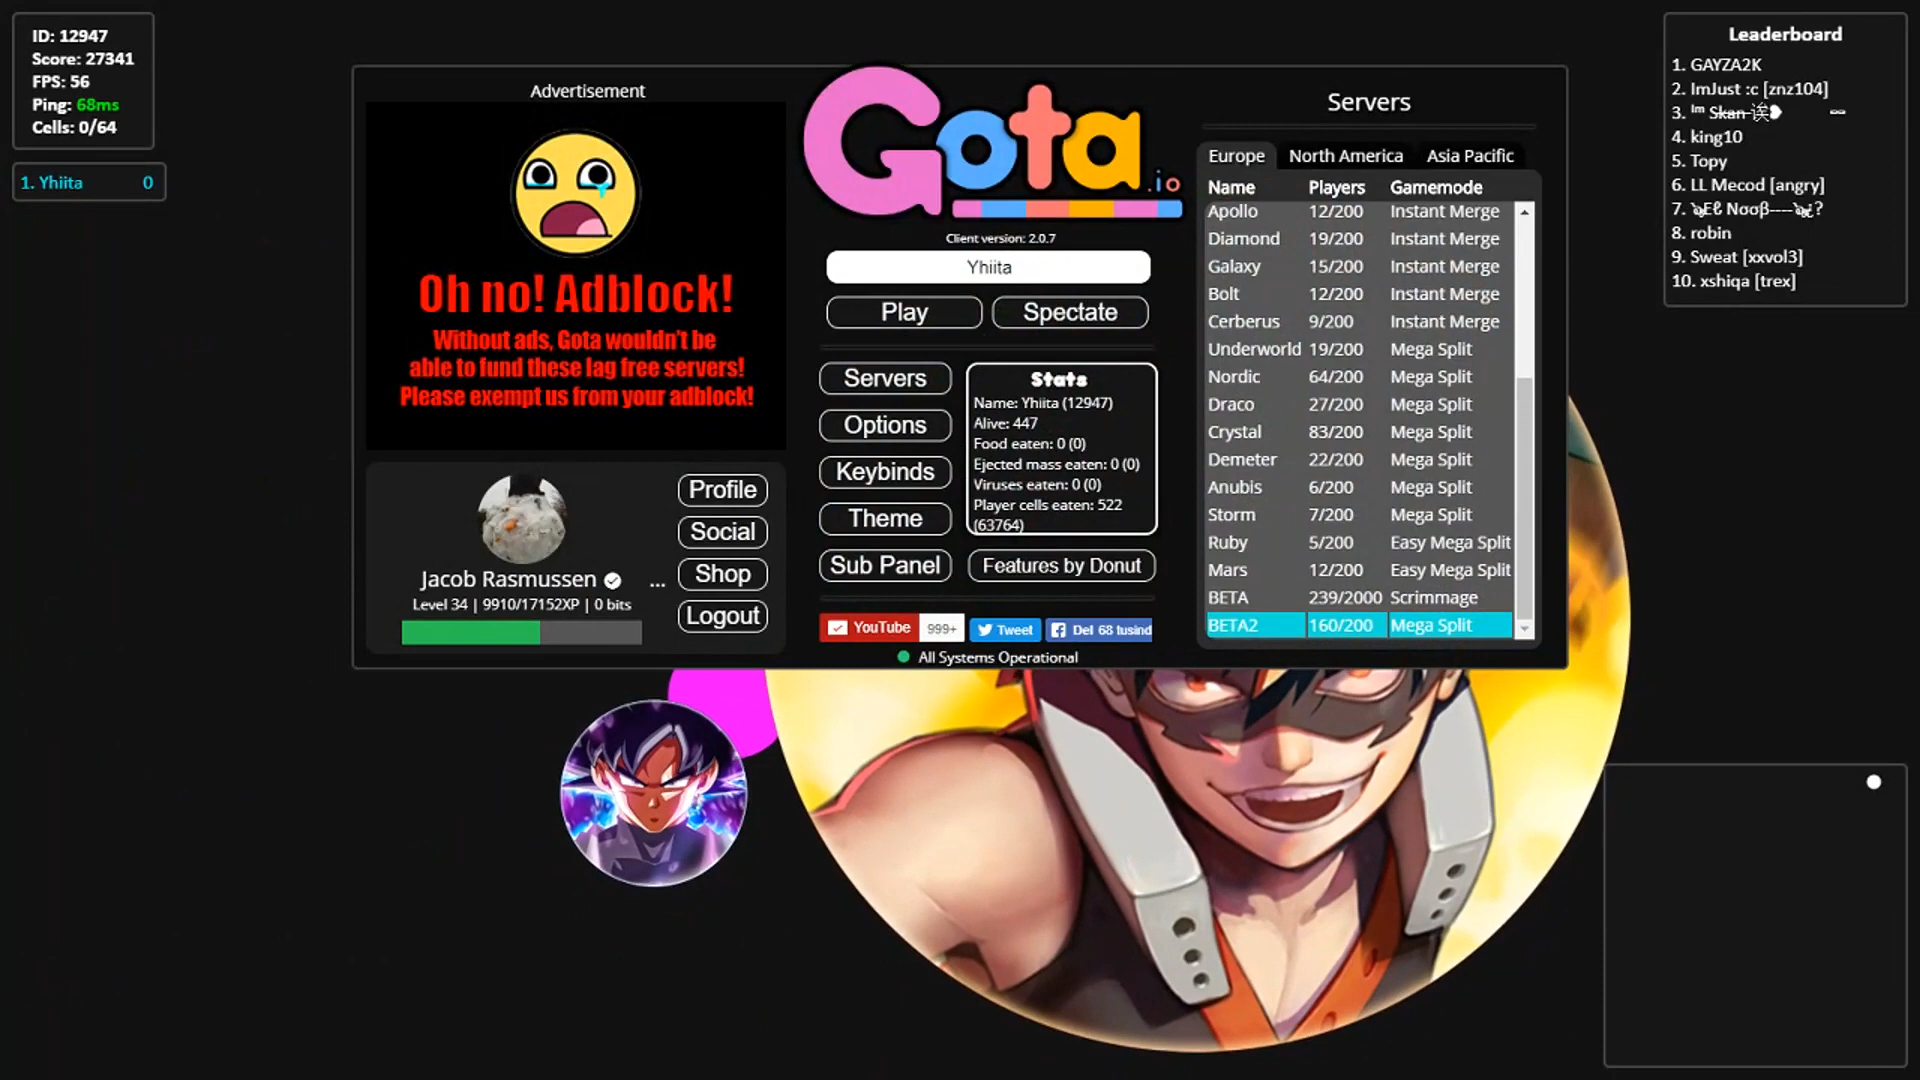 ID: 12947
Score: 27341
FPS: 56
Ping: 68ms
Cells: 0/64
1. Yhiita 0
Advertisement
Oh no! Adblock!
Without ads, Gota wouldn't be
able to fund these lag free servers!
Please exempt us from your adblock!
Jacob Rasmussen
...
Level 34 | 9910/17152XP | 0 bits
Profile
Social
Shop
Logout
Gota.io
Client version: 2.0.7
Yhiita
Play
Spectate
Servers
Options
Keybinds
Theme
Sub Panel
Stats
Name: Yhiita (12947)
Alive: 447
Food eaten: 0 (0)
Ejected mass eaten: 0 (0)
Viruses eaten: 0 (0)
Player cells eaten: 522
(63764)
Features by Donut
YouTube 999+
Tweet
Del 68 tusind
All Systems Operational
Servers
Europe North America Asia Pacific
Name Players Gamemode
Apollo 12/200 Instant Merge
Diamond 19/200 Instant Merge
Galaxy 15/200 Instant Merge
Bolt 12/200 Instant Merge
Cerberus 9/200 Instant Merge
Underworld 19/200 Mega Split
Nordic 64/200 Mega Split
Draco 27/200 Mega Split
Crystal 83/200 Mega Split
Demeter 22/200 Mega Split
Anubis 6/200 Mega Split
Storm 7/200 Mega Split
Ruby 5/200 Easy Mega Split
Mars 12/200 Easy Mega Split
BETA 239/2000 Scrimmage
BETA2 160/200 Mega Split
Leaderboard
1. GAYZA2K
2. ImJust :c [znz104]
3. ᴵᵐ Skan
4. king10
5. Topy
6. LL Mecod [angry]
7.
8. robin
9. Sweat [xxvol3]
10. xshiqa [trex]